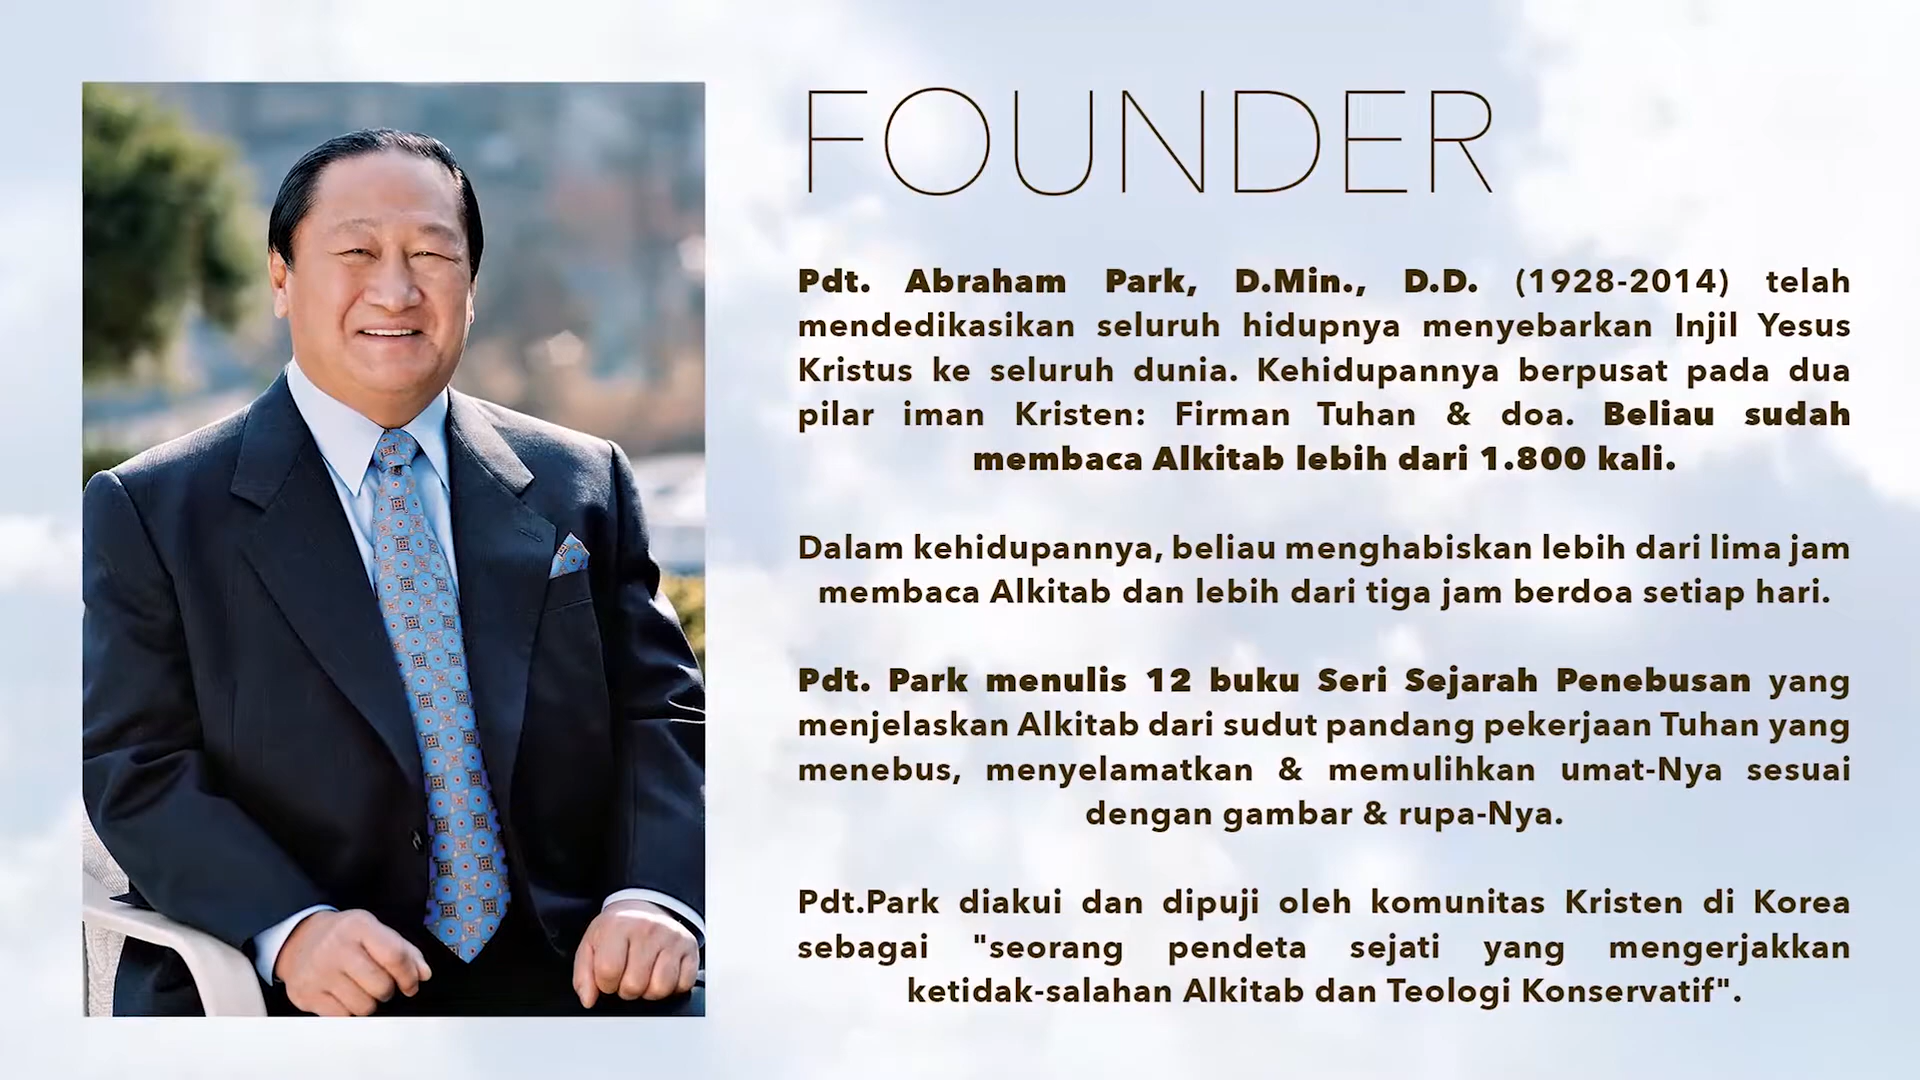 FOUNDER
Pdt. Abraham Park, D.Min., D.D. (1928-2014) telah
mendedikasikan seluruh hidupnya menyebarkan Injil Yesus
Kristus ke seluruh dunia. Kehidupannya berpusat pada dua
pilar iman Kristen: Firman Tuhan & doa. Beliau sudah
membaca Alkitab lebih dari 1.800 kali.
Dalam kehidupannya, beliau menghabiskan lebih dari lima jam
membaca Alkitab dan lebih dari tiga jam berdoa setiap hari.
Pdt. Park menulis 12 buku Seri Sejarah Penebusan yang
menjelaskan Alkitab dari sudut pandang pekerjaan Tuhan yang
menebus, menyelamatkan & memulihkan umat-Nya sesuai
dengan gambar & rupa-Nya.
Pdt.Park diakui dan dipuji oleh komunitas Kristen di Korea
sebagai "seorang pendeta sejati yang mengerjakkan
ketidak-salahan Alkitab dan Teologi Konservatif".